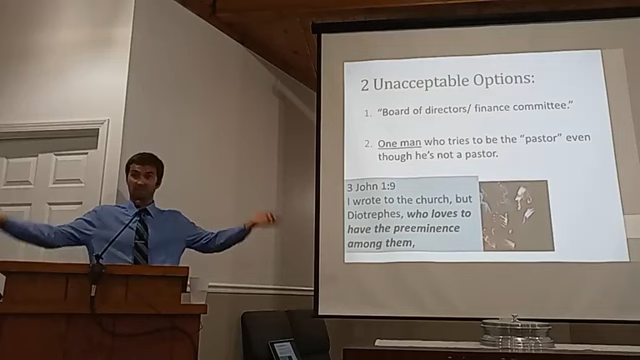 2 Unacceptable Options:
1. "Board of directors/ finance committee."
2. One man who tries to be the "pastor" even
though he's not a pastor.
3 John 1:9
I wrote to the church, but
Diotrephes, who loves to
have the preeminence
among them,